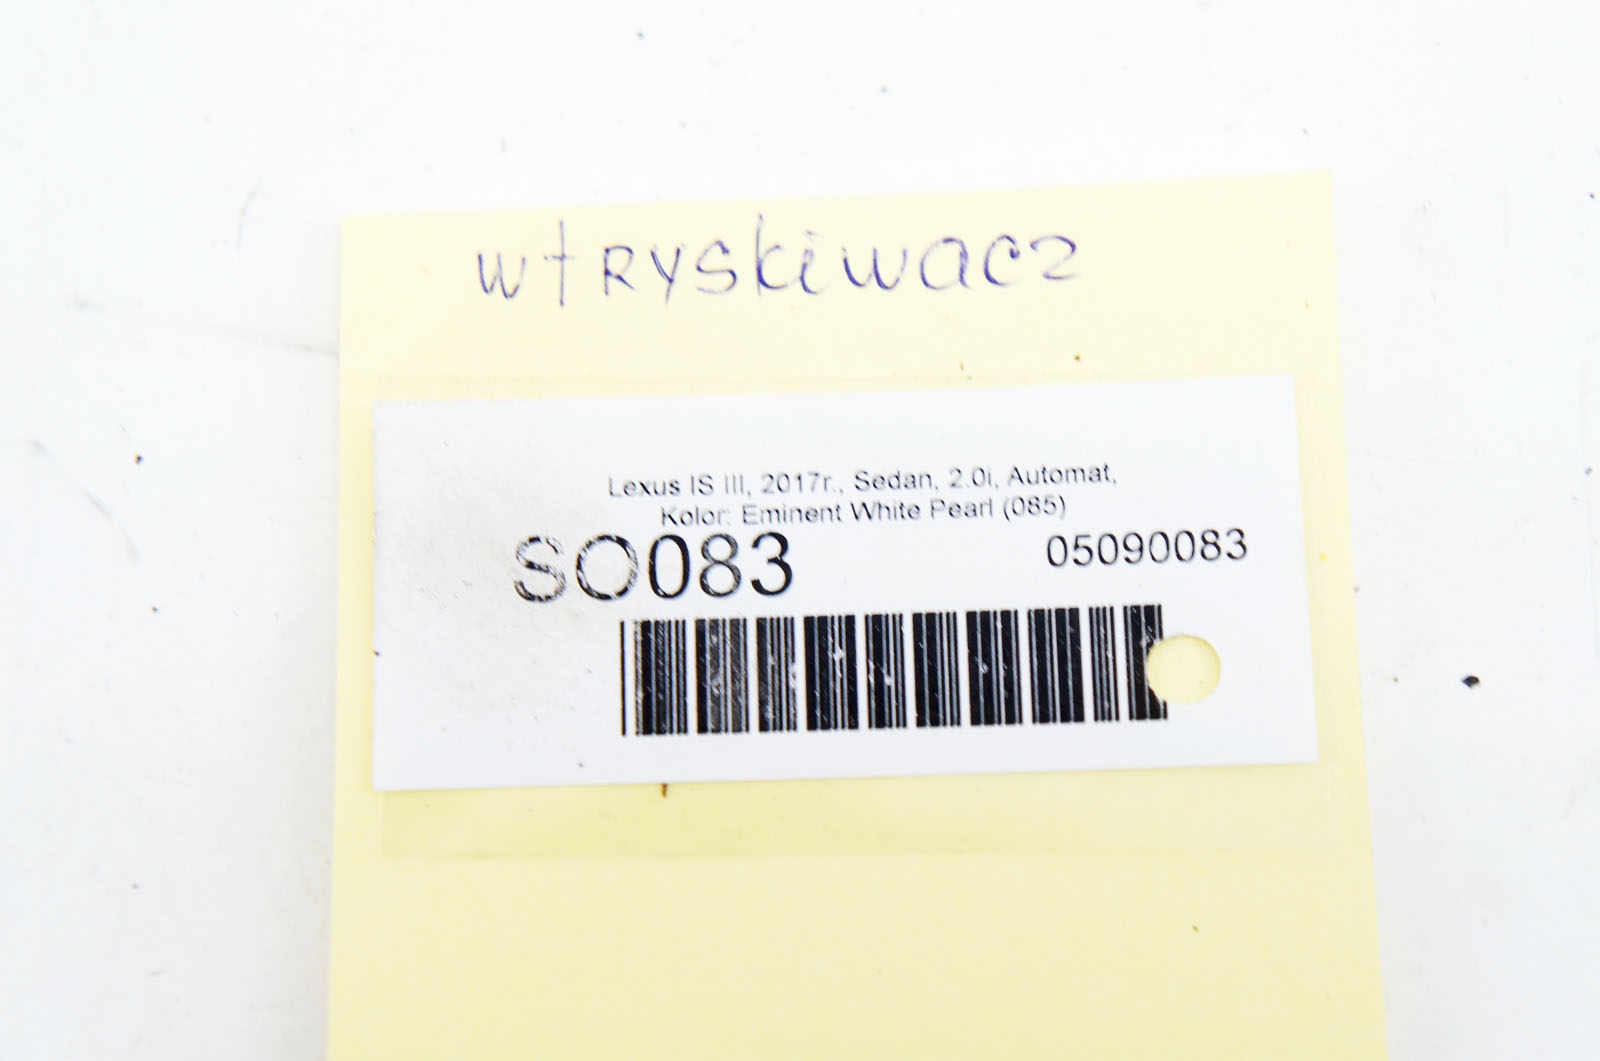 wtRyskiwacz
Lexus IS III, 2017r., Sedan, 2.0i, Automat,
Kolor: Eminent White Pearl (085)
SO083
05090083